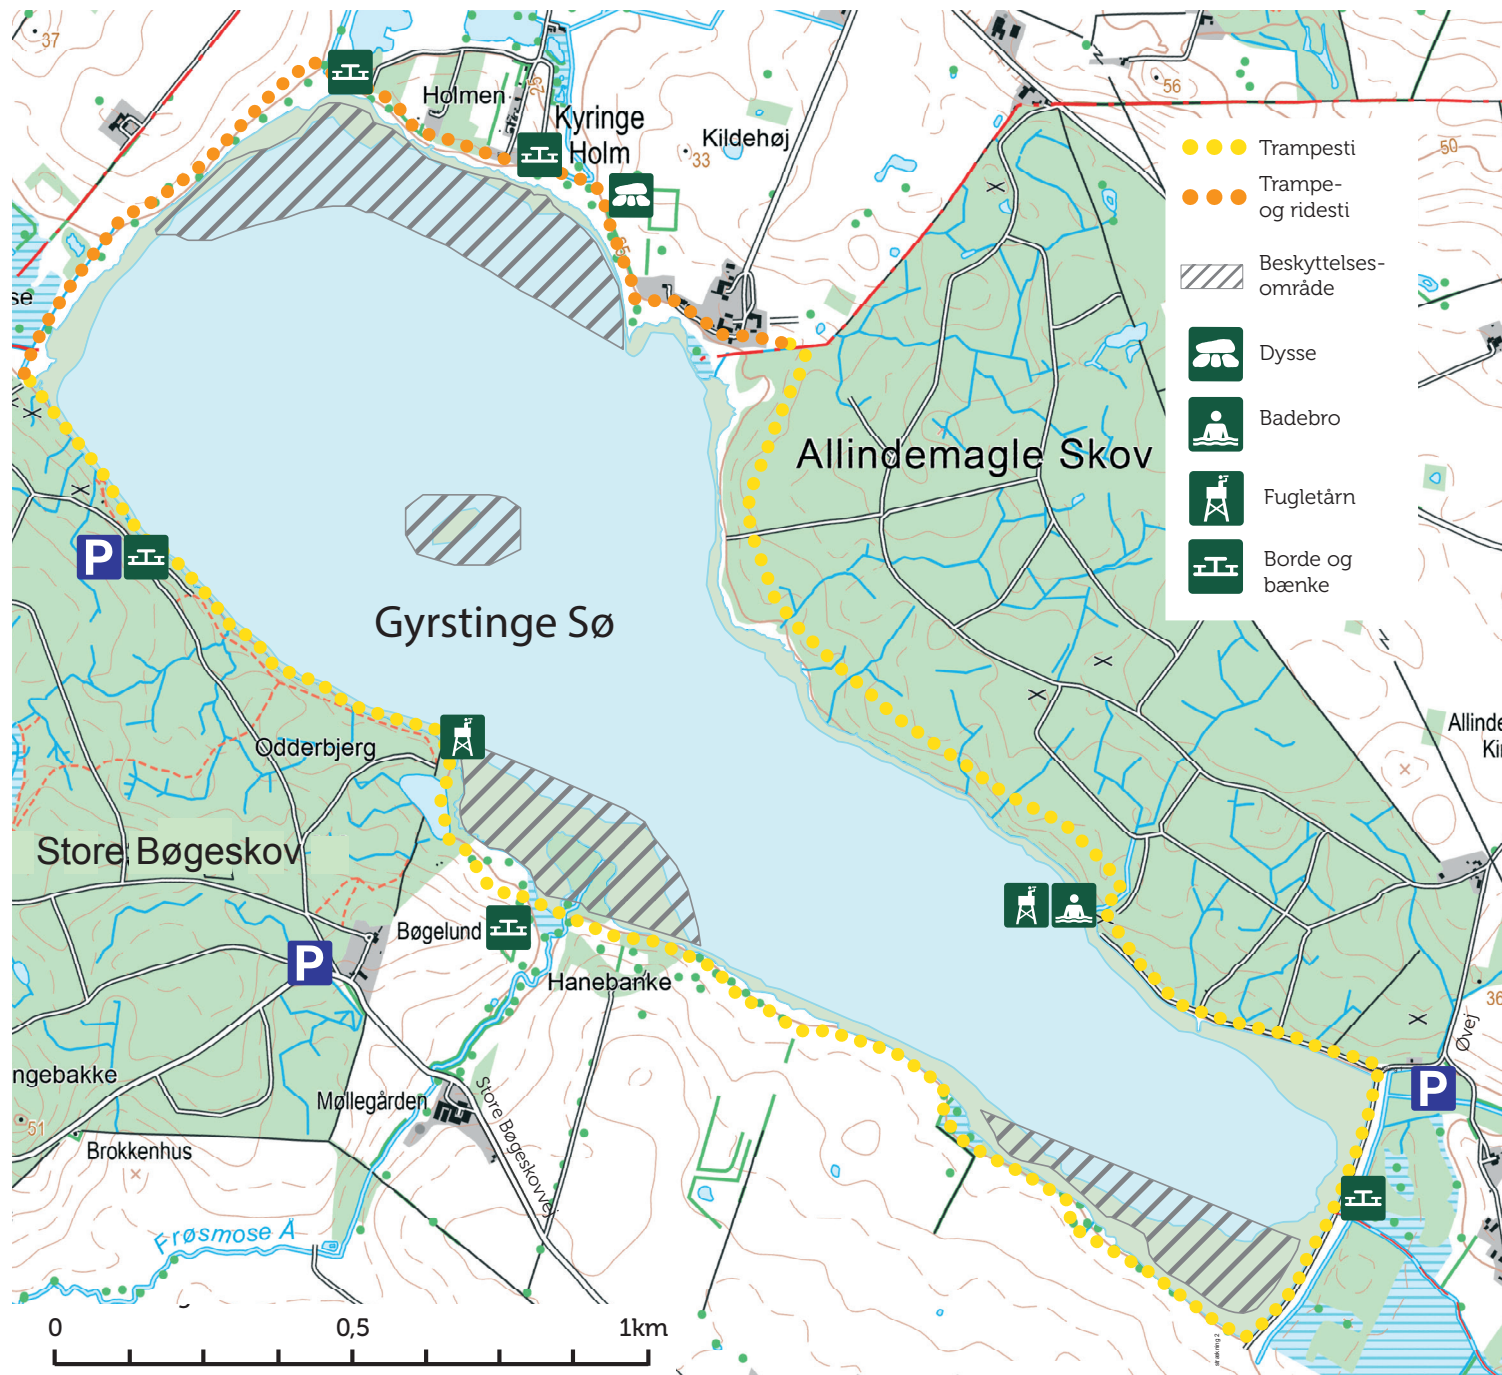 37
Holmen
57
Kyringe
Holm
Kildehøj
33
56
50
Trampesti
Trampe-
og ridesti
Beskyttelses-
område
Dysse
Badebro
Fugletårn
Borde og
bænke
se
Allindemagle Skov
P
Gyrstinge Sø
Odderbjerg
Allinde
Kir
Store Bøgeskov
Bøgelund
P
Hanebanke
36
Øvej
ngebakke
Møllegården
Store Bøgeskovvej
P
51
Brokkenhus
Frøsmose Å
0 0,5 1km